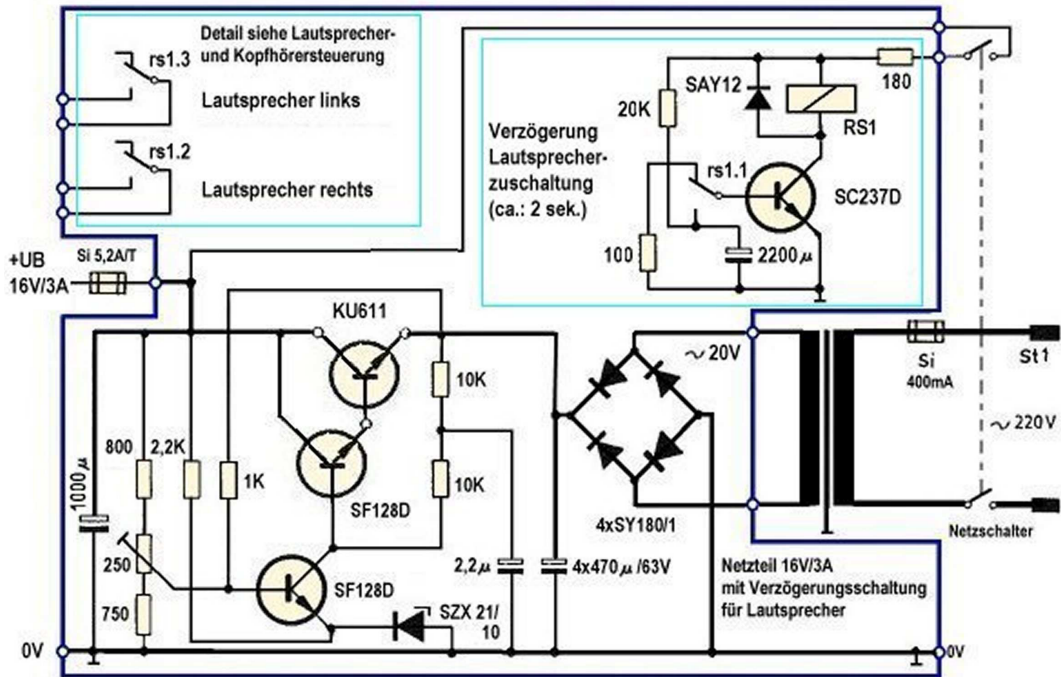 Detail siehe Lautsprecher-
und Kopfhörersteuerung
rs1.3
Lautsprecher links
rs1.2
Lautsprecher rechts
Verzögerung
Lautsprecher-
zuschaltung
(ca.: 2 sek.)
SAY12
180
20K
RS1
rs1.1
SC237D
100
2200µ
+UB
16V/3A
Si 5,2A/T
KU611
10K
~20V
Si
400mA
St1
~220V
1000µ
800
2,2K
1K
10K
SF128D
4xSY180/1
Netzschalter
250
SF128D
2,2µ
4x470µ/63V
Netzteil 16V/3A
mit Verzögerungsschaltung
für Lautsprecher
750
SZX 21/
10
0V
0V